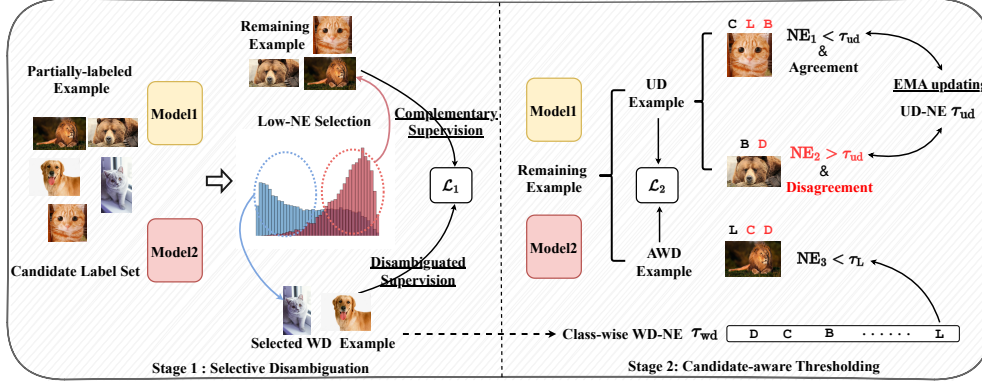 Partially-labeled
Example
Model1
Model2
Candidate Label Set
Remaining
Example
Low-NE Selection
Complementary
Supervision
L₁
Disambiguated
Supervision
Selected WD Example
Stage 1 : Selective Disambiguation
Model1
Remaining
Example
Model2
UD
Example
L₂
AWD
Example
C L B
NE₁ < τud
&
Agreement
EMA updating
UD-NE τud
B D
NE₂ > τud
&
Disagreement
L C D
NE₃ < τL
Class-wise WD-NE τwd D C B ······ L
Stage 2: Candidate-aware Thresholding